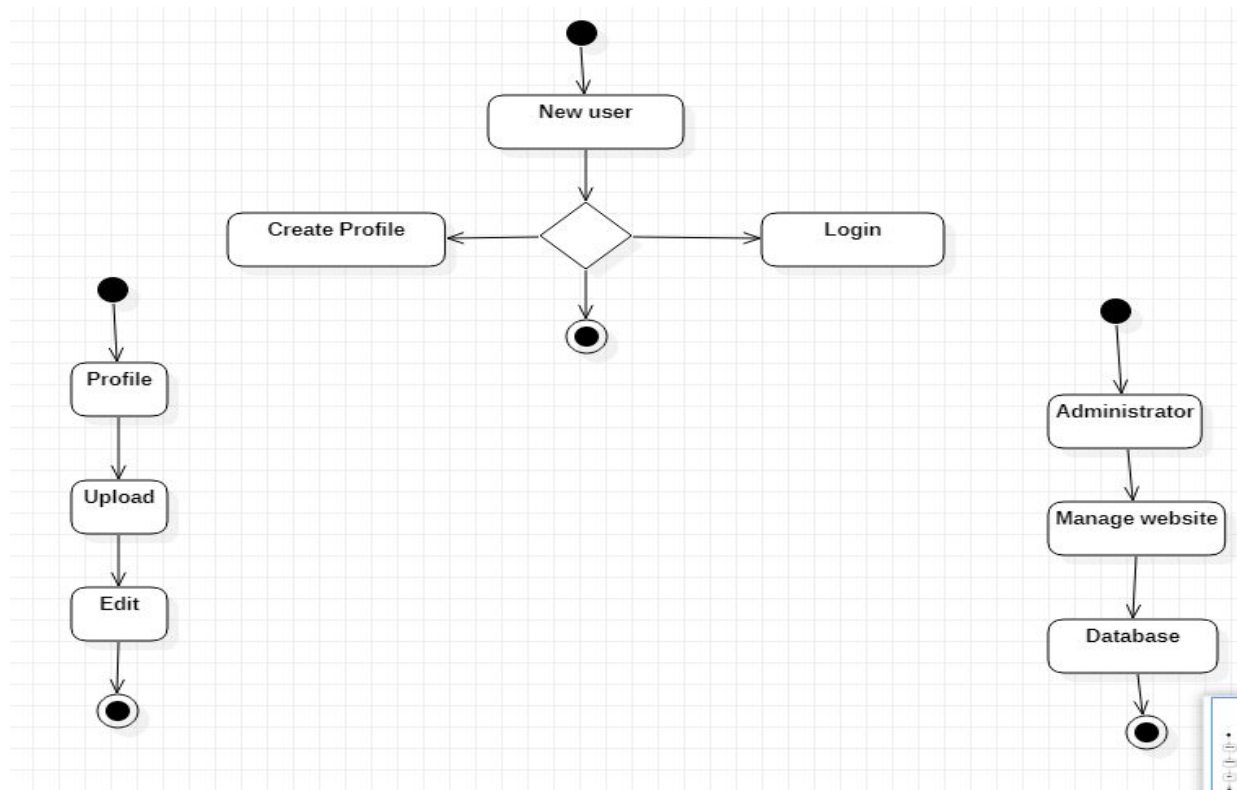 New user
Create Profile
Login
Profile
Administrator
Upload
Manage website
Edit
Database